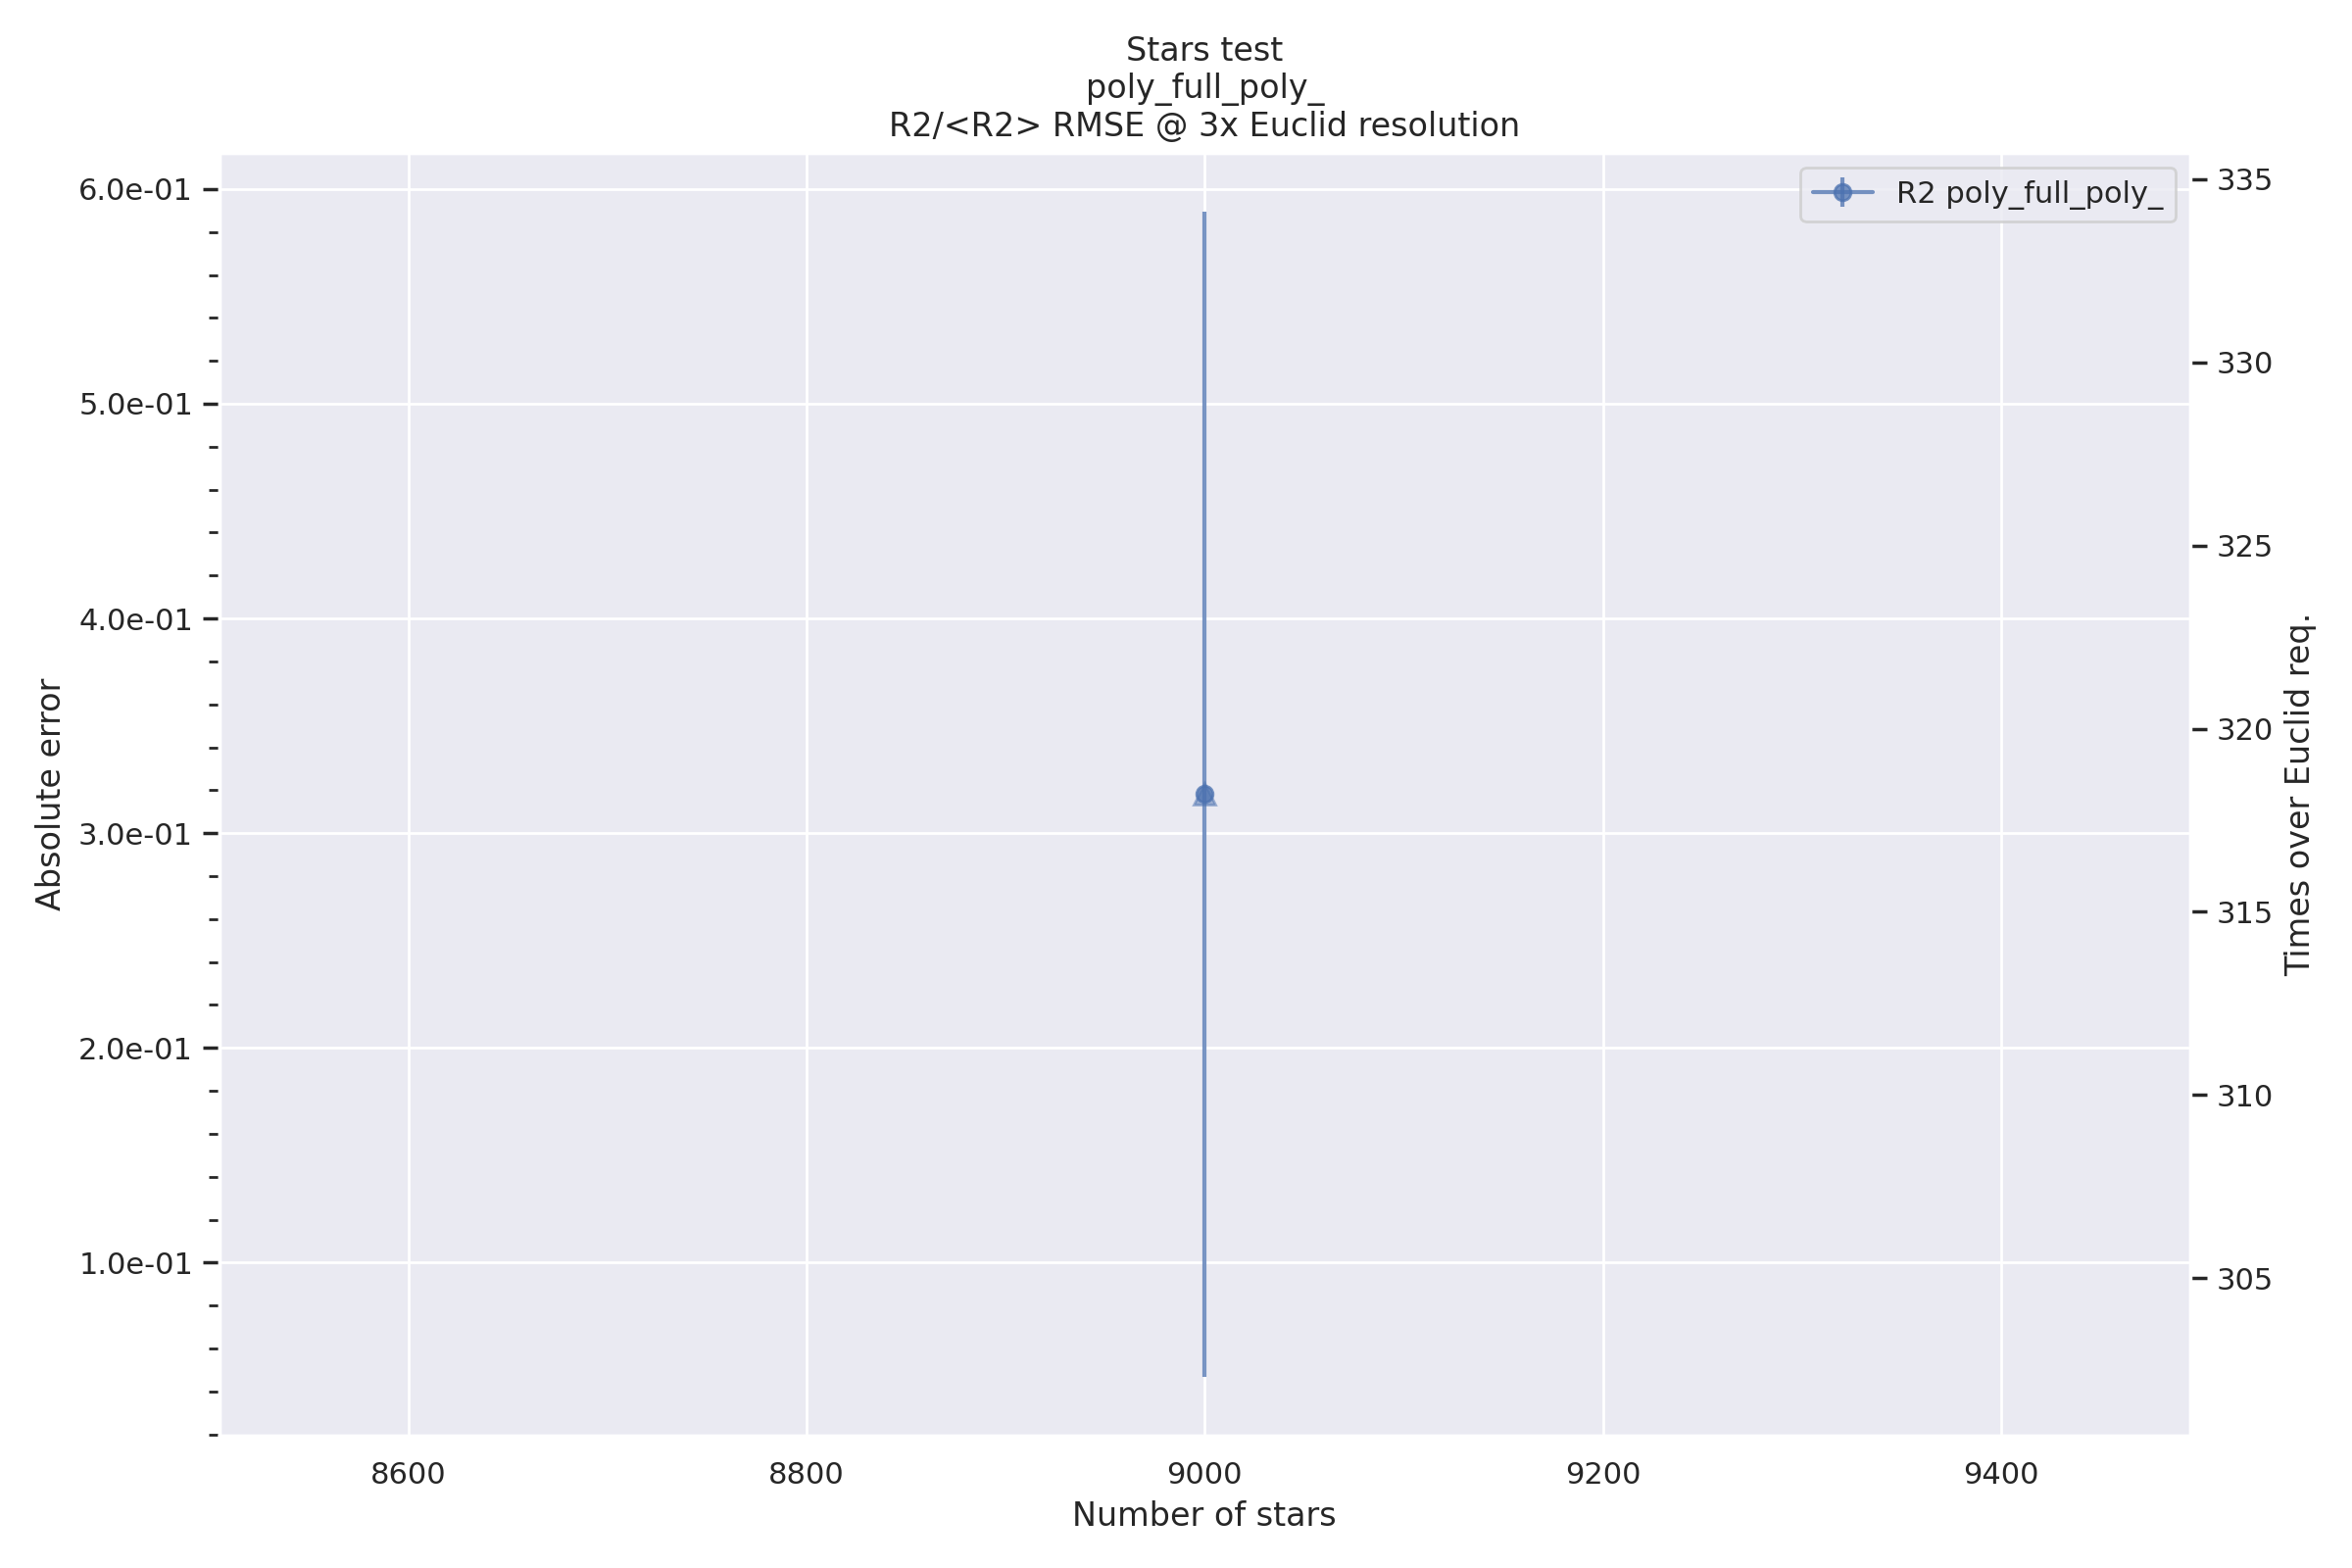 Stars test
poly_full_poly_
R2/<R2> RMSE @ 3x Euclid resolution
R2 poly_full_poly_
6.0e-01
5.0e-01
4.0e-01
3.0e-01
2.0e-01
1.0e-01
Absolute error
335
330
325
320
315
310
305
Times over Euclid req.
8600 8800 9000 9200 9400
Number of stars